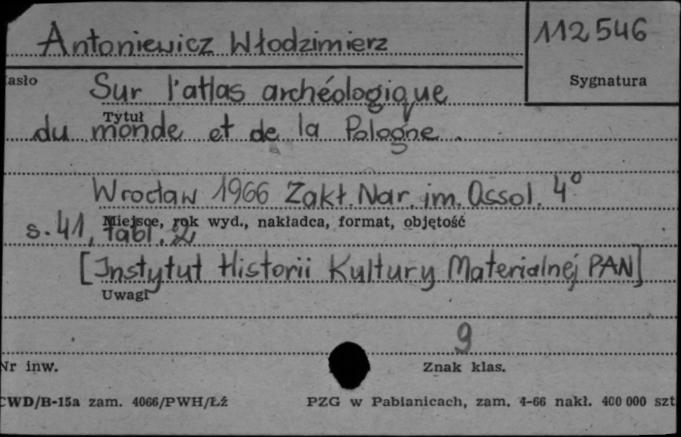 Antoniewicz Włodzimierz
112546
Sygnatura
asło
Sur l'atlas archéologique
Tytuł
du monde et de la Pologne.
Wrocław 1966 Zakł. Nar. im. Ossol. 4°
Miejsce, rok wyd., nakładca, format, objętość
s. 41, tabl. 2
[Instytut Historii Kultury Materialnej PAN]
Uwagi
9
Nr inw.
Znak klas.
CWD/B-15a zam. 4066/PWH/Łź
PZG w Pabianicach, zam. 4-66 nakł. 400 000 szt